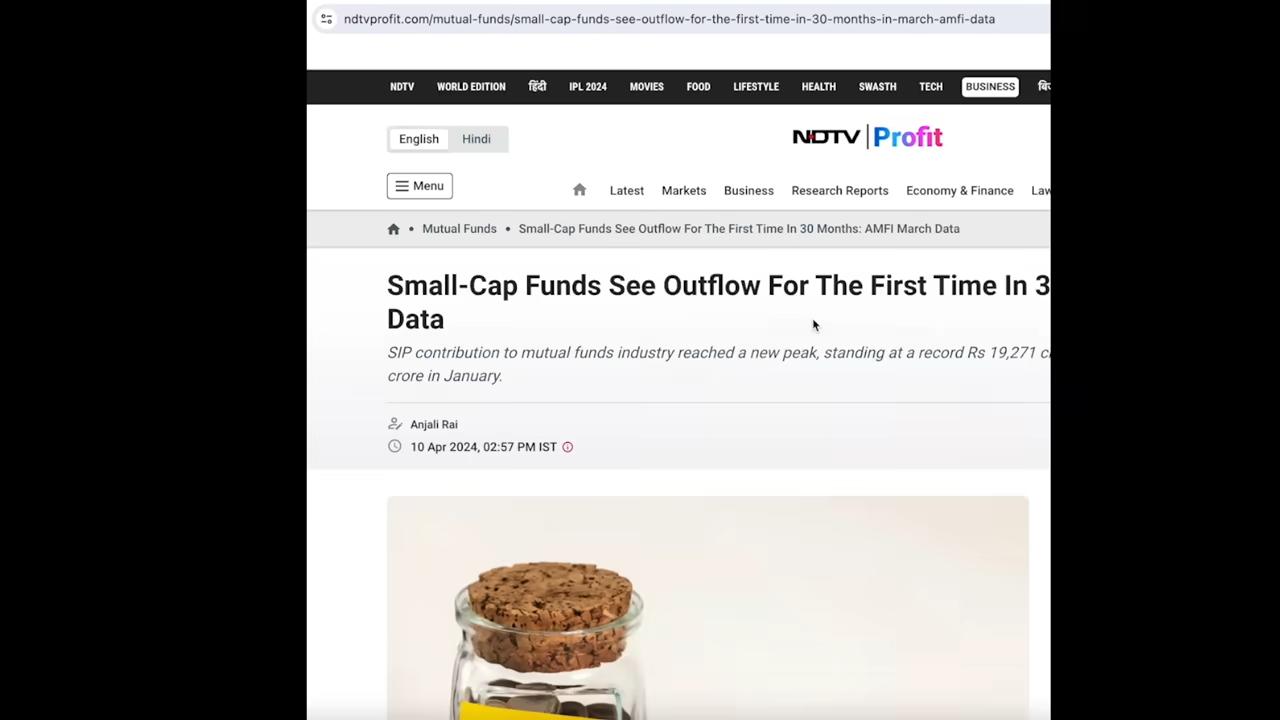 ndtvprofit.com/mutual-funds/small-cap-funds-see-outflow-for-the-first-time-in-30-months-in-march-amfi-data
NDTV WORLD EDITION हिंदी IPL 2024 MOVIES FOOD LIFESTYLE HEALTH SWASTH TECH BUSINESS
English Hindi
NDTV | Profit
Menu
Latest Markets Business Research Reports Economy & Finance
Mutual Funds • Small-Cap Funds See Outflow For The First Time In 30 Months: AMFI March Data
Small-Cap Funds See Outflow For The First Time In 3
Data
SIP contribution to mutual funds industry reached a new peak, standing at a record Rs 19,271
crore in January.
Anjali Rai
10 Apr 2024, 02:57 PM IST